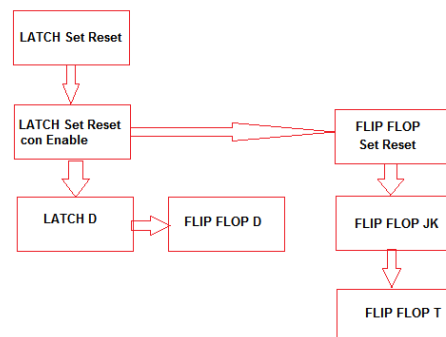 LATCH Set Reset
LATCH Set Reset
con Enable
FLIP FLOP
Set Reset
LATCH D
FLIP FLOP D
FLIP FLOP JK
FLIP FLOP T